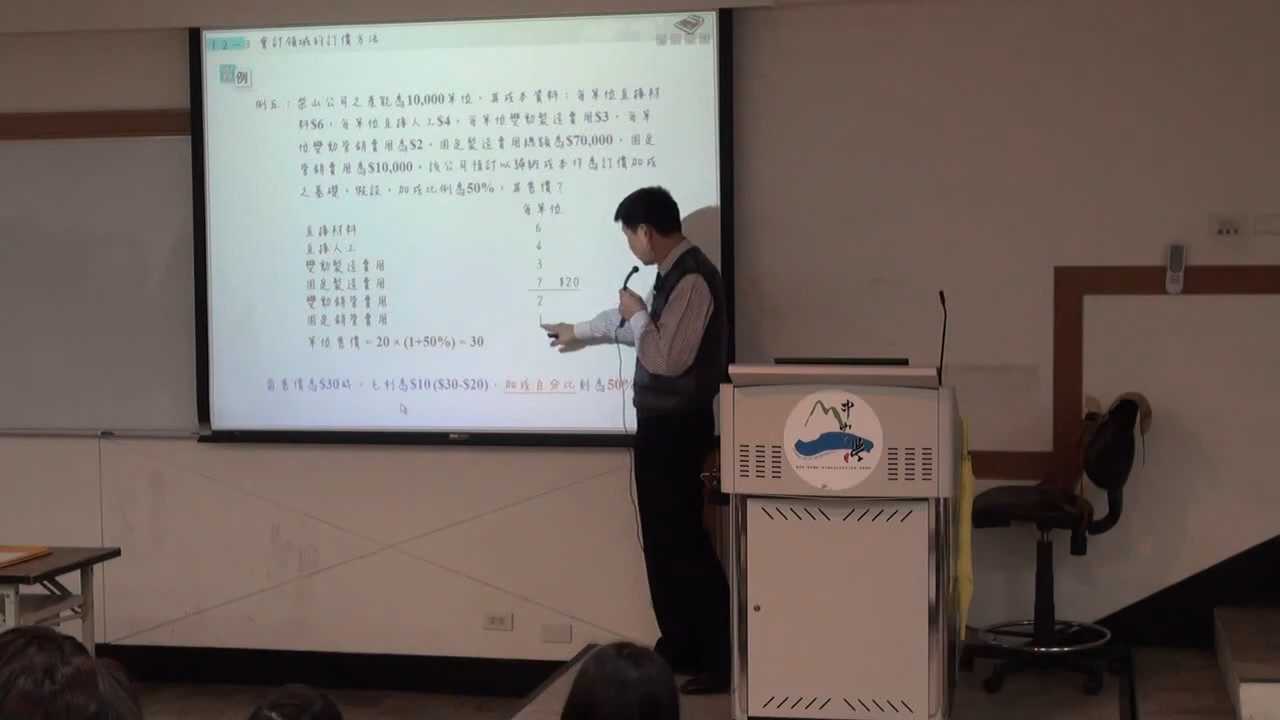 12-3 會計領域的訂價方法
例
例五：榮山公司之產能為10,000單位，其成本資料：每單位直接材
料$6，每單位直接人工$4，每單位變動製造費用$3，每單
位變動管銷費用為$2，固定製造費用總額為$70,000，固定
管銷費用為$10,000。該公司預計以歸納成本作為訂價加成
之基礎，假設，加成比例為50%，其售價？
每單位
直接材料 6
直接人工 4
變動製造費用 3
固定製造費用 7 $20
變動銷管費用 2
固定銷管費用 1
單位售價 = 20 × (1+50%) = 30
當售價為$30時，毛利為$10($30-$20)，加成百分比則為50%
中山學